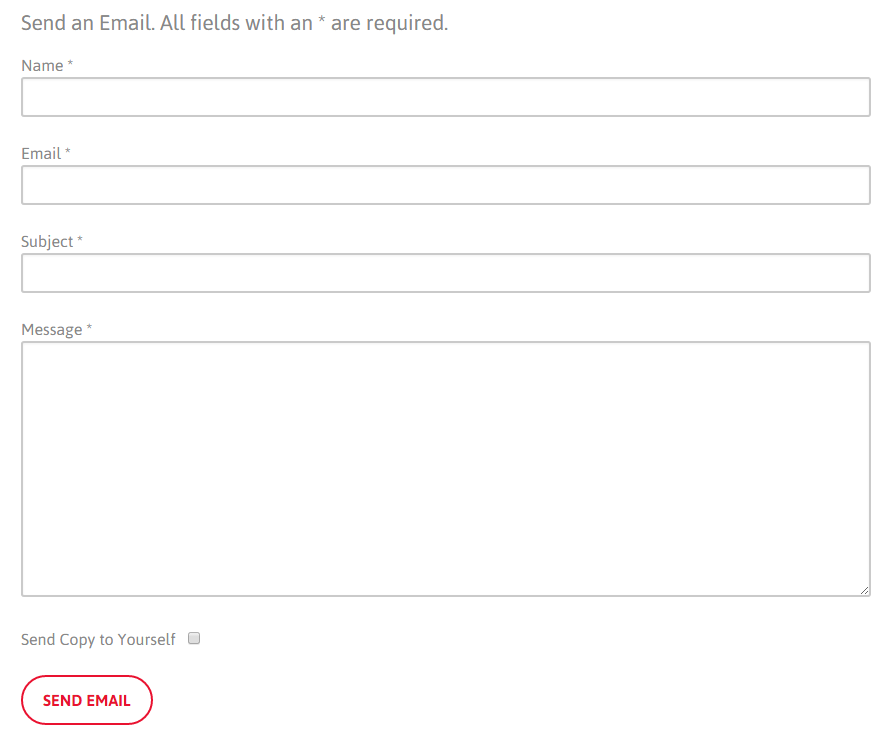 Send an Email. All fields with an * are required.
Name *
Email *
Subject *
Message *
Send Copy to Yourself
SEND EMAIL